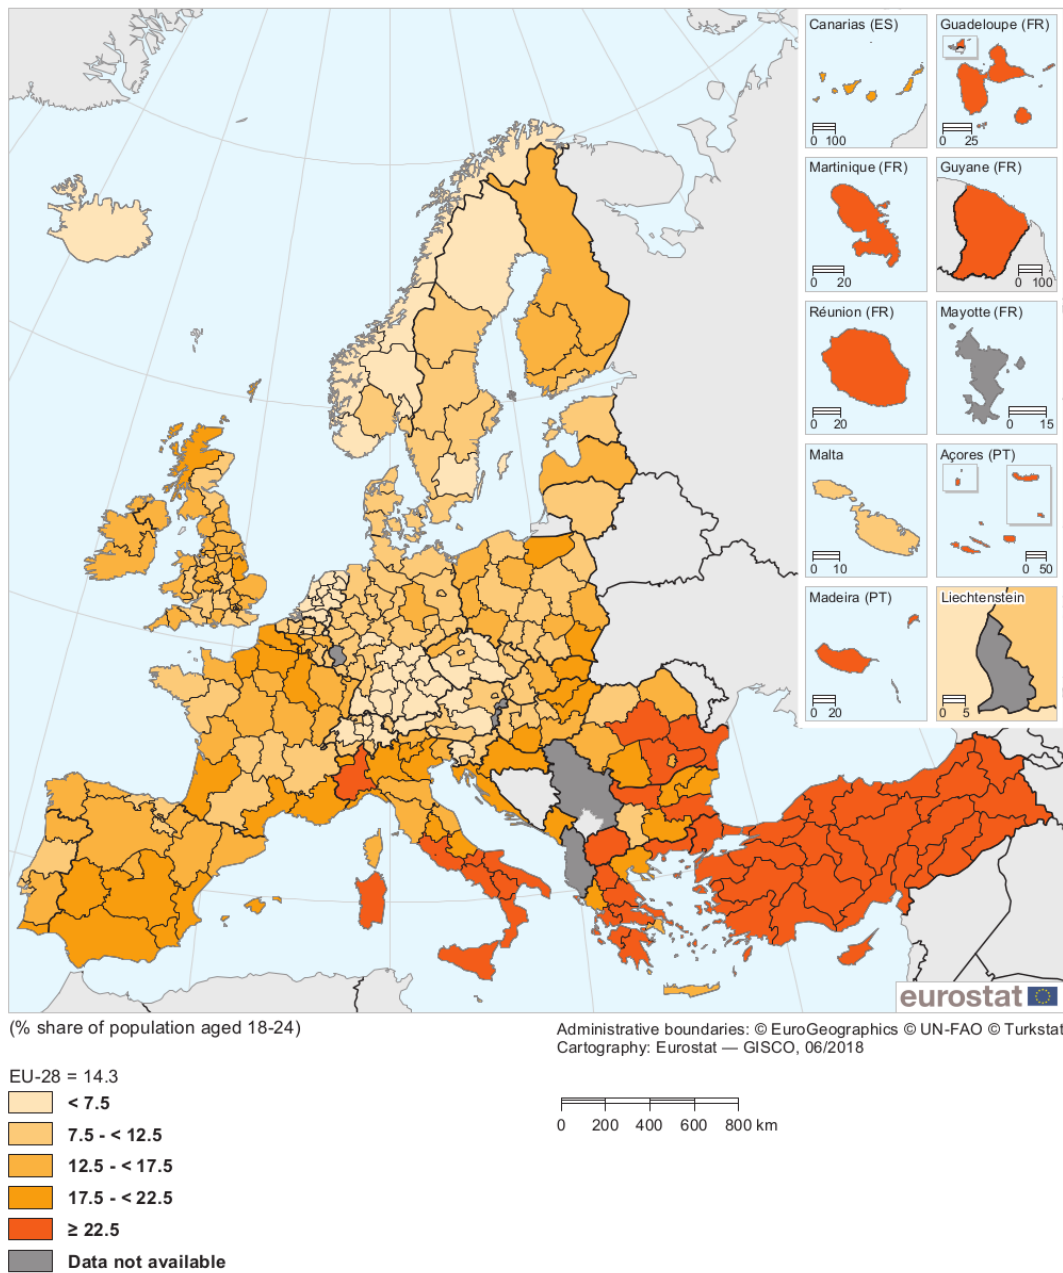 Canarias (ES)
0 100
Guadeloupe (FR)
0 25
Martinique (FR)
0 20
Guyane (FR)
0 100
Réunion (FR)
0 20
Mayotte (FR)
0 15
Malta
0 10
Açores (PT)
0 50
Madeira (PT)
0 20
Liechtenstein
0 5
eurostat
(% share of population aged 18-24)
Administrative boundaries: © EuroGeographics © UN-FAO © Turkstat
Cartography: Eurostat — GISCO, 06/2018
EU-28 = 14.3
< 7.5
7.5 - < 12.5
12.5 - < 17.5
17.5 - < 22.5
≥ 22.5
Data not available
0 200 400 600 800 km